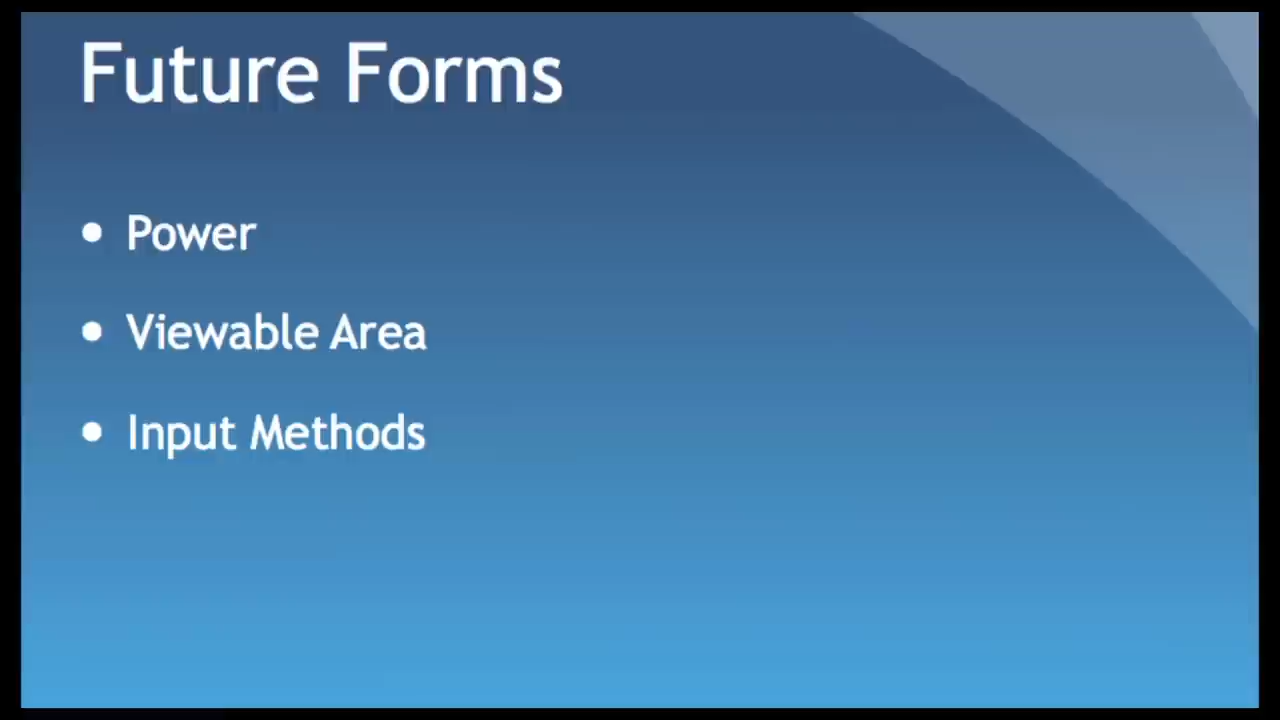 Future Forms
• Power
• Viewable Area
• Input Methods